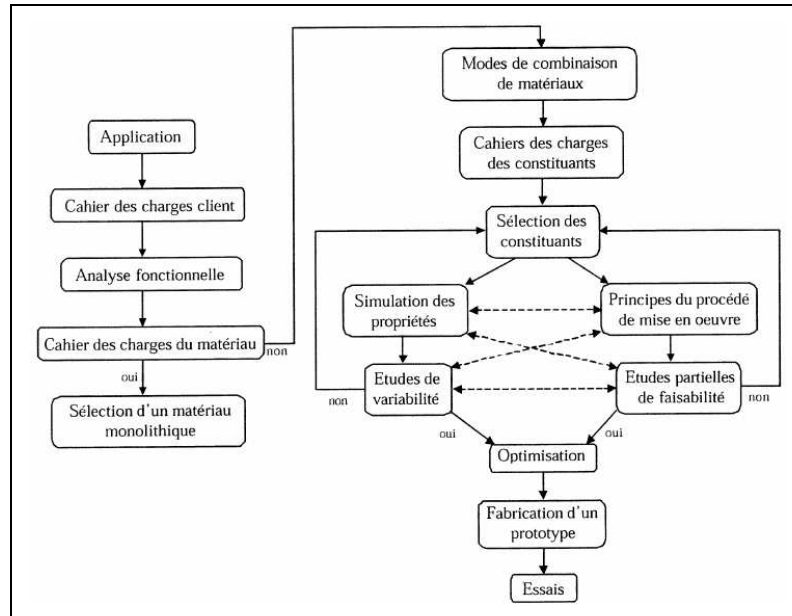 Application
Cahier des charges client
Analyse fonctionnelle
Cahier des charges du matériau
non
oui
Sélection d'un matériau
monolithique
Modes de combinaison
de matériaux
Cahiers des charges
des constituants
Sélection des
constituants
Simulation des
propriétés
Principes du procédé
de mise en oeuvre
Etudes de
variabilité
non
Etudes partielles
de faisabilité
non
oui
oui
Optimisation
Fabrication d'un
prototype
Essais